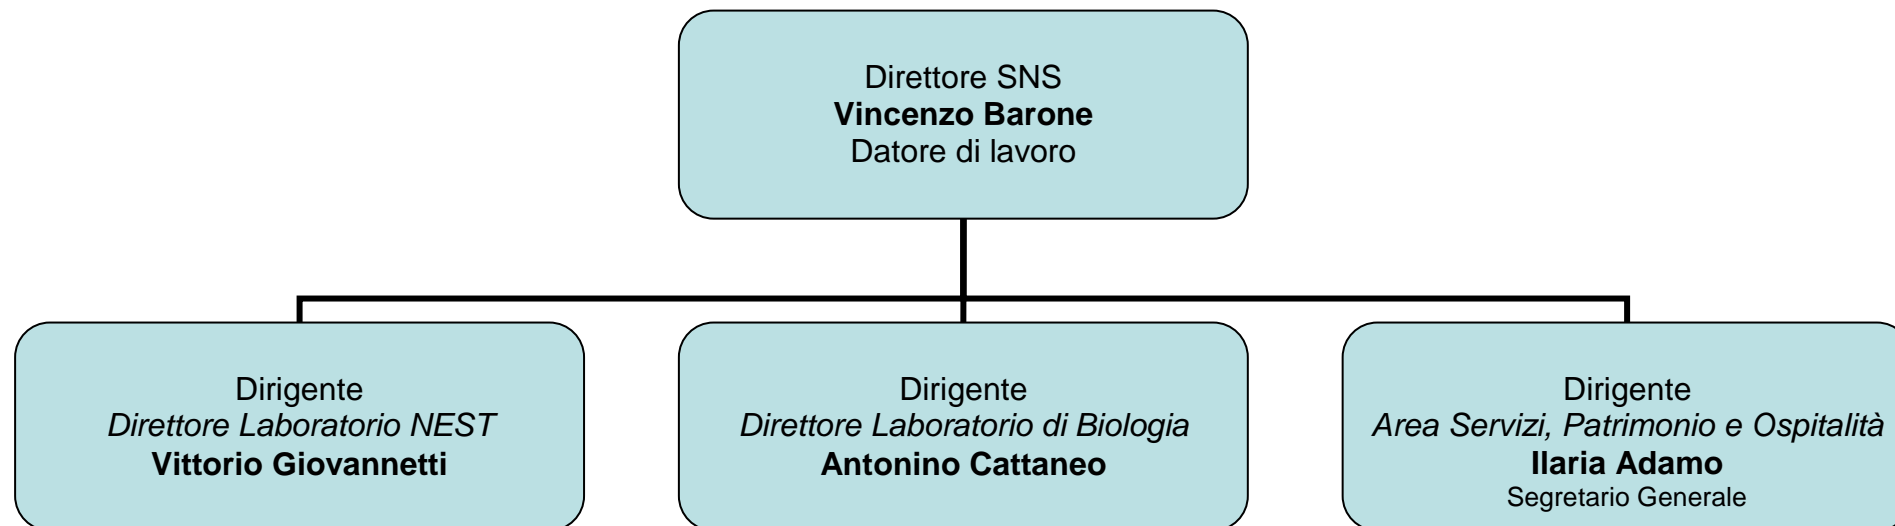 Direttore SNS
Vincenzo Barone
Datore di lavoro
Dirigente
Direttore Laboratorio NEST
Vittorio Giovannetti
Dirigente
Direttore Laboratorio di Biologia
Antonino Cattaneo
Dirigente
Area Servizi, Patrimonio e Ospitalità
Ilaria Adamo
Segretario Generale